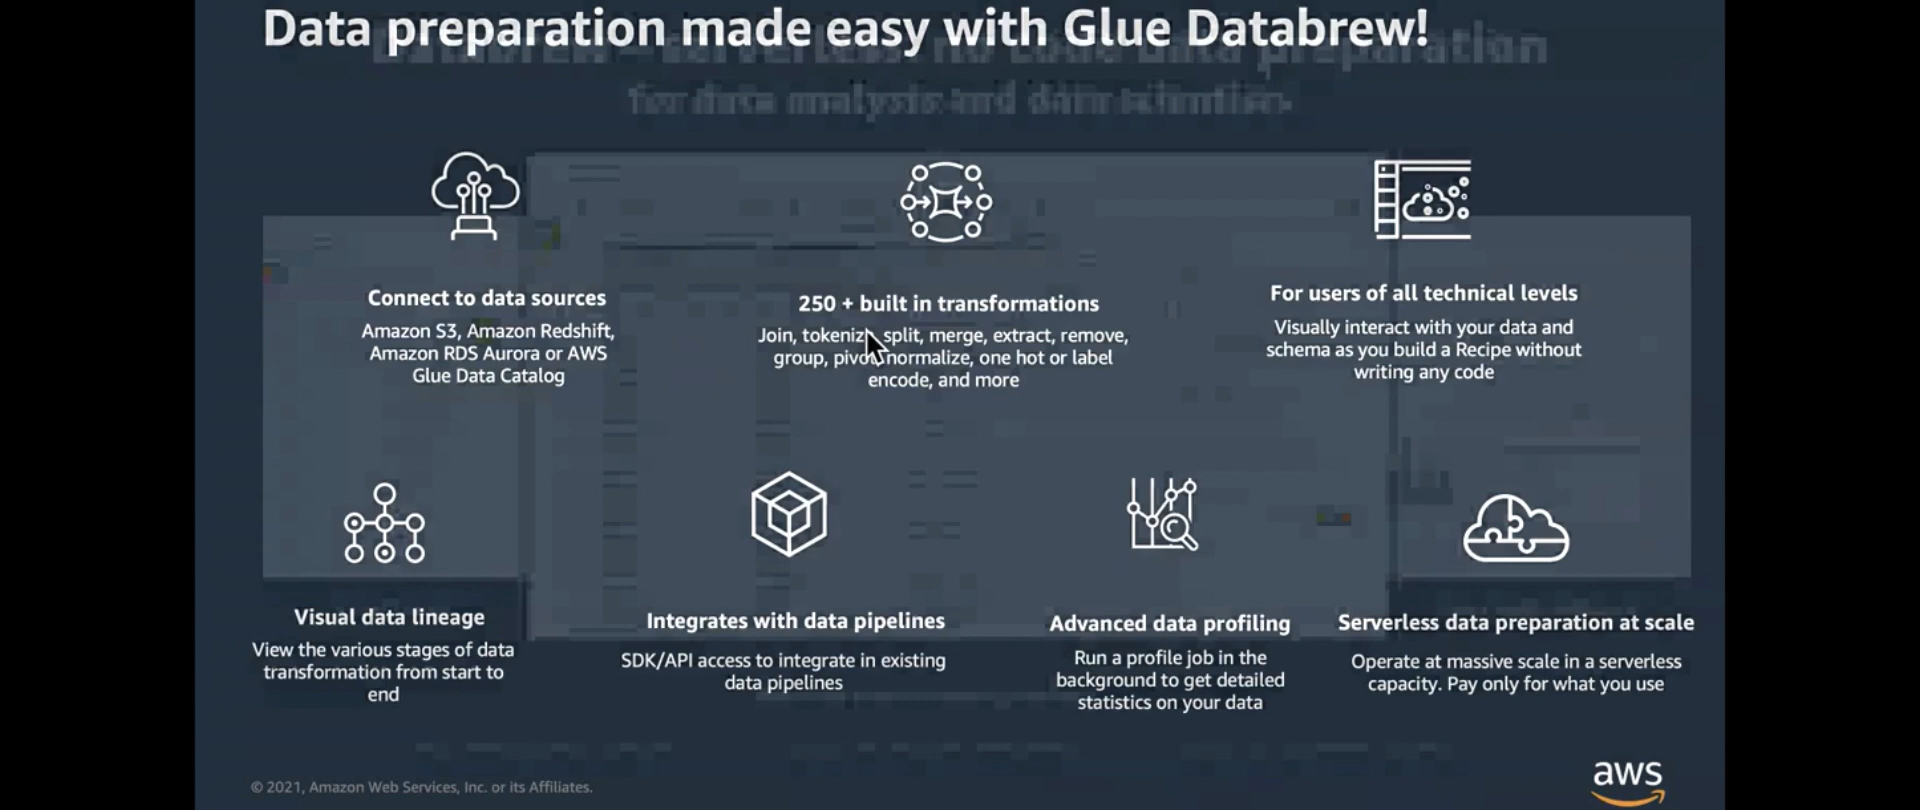 Data preparation made easy with Glue Databrew!
Connect to data sources
Amazon S3, Amazon Redshift,
Amazon RDS Aurora or AWS
Glue Data Catalog
250 + built in transformations
Join, tokenize, split, merge, extract, remove,
group, pivot, normalize, one hot or label
encode, and more
For users of all technical levels
Visually interact with your data and
schema as you build a Recipe without
writing any code
Visual data lineage
View the various stages of data
transformation from start to
end
Integrates with data pipelines
SDK/API access to integrate in existing
data pipelines
Advanced data profiling
Run a profile job in the
background to get detailed
statistics on your data
Serverless data preparation at scale
Operate at massive scale in a serverless
capacity. Pay only for what you use
© 2021, Amazon Web Services, Inc. or its Affiliates.
aws